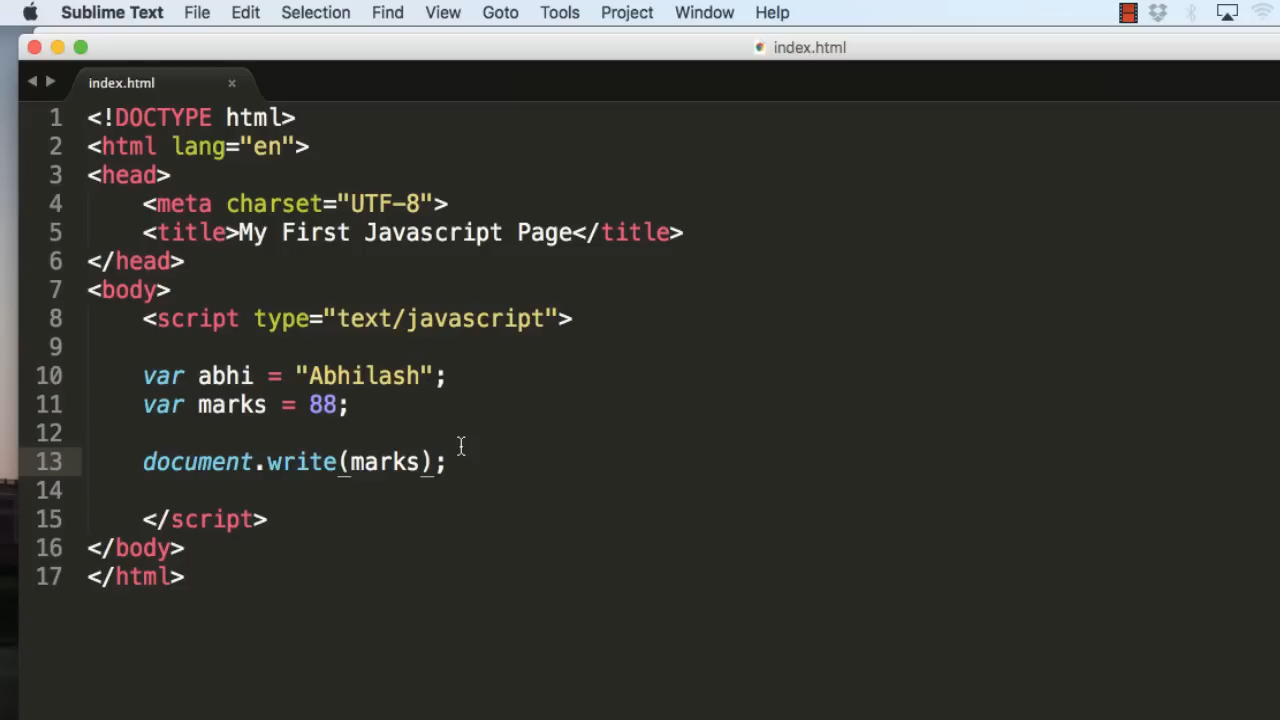 Sublime Text File Edit Selection Find View Goto Tools Project Window Help
index.html
index.html ×
1 <!DOCTYPE html>
2 <html lang="en">
3 <head>
4     <meta charset="UTF-8">
5     <title>My First Javascript Page</title>
6 </head>
7 <body>
8     <script type="text/javascript">
9
10     var abhi = "Abhilash";
11     var marks = 88;
12
13     document.write(marks);
14
15     </script>
16 </body>
17 </html>